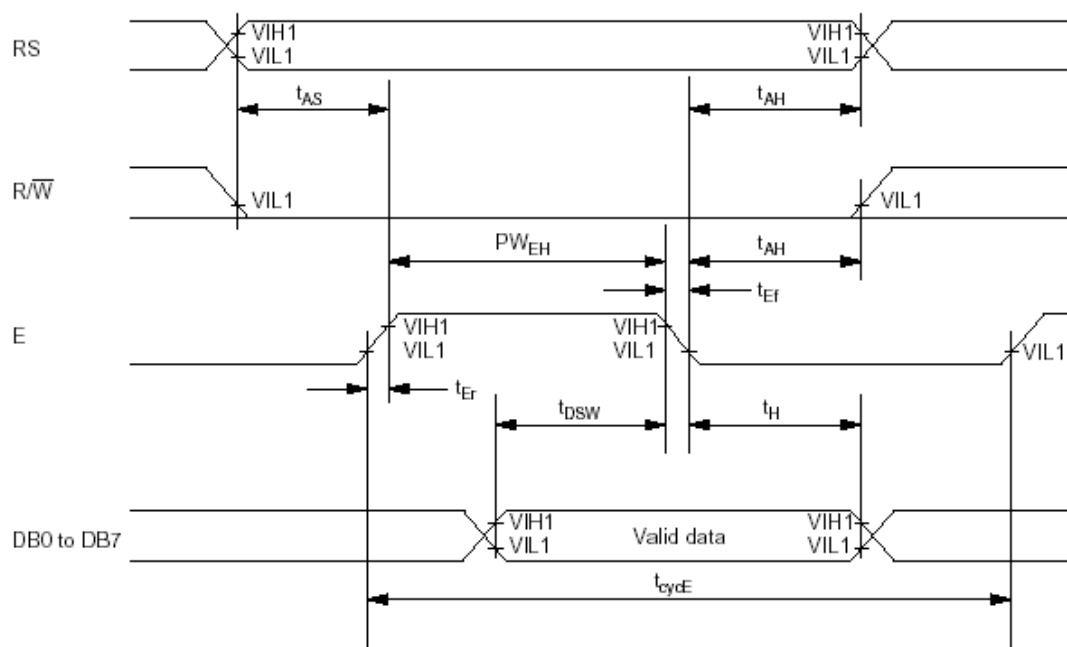 RS
VIH1
VIL1
VIH1
VIL1
tAS
tAH
R/W̅
VIL1
VIL1
PWEH
tAH
tEf
E
VIH1
VIL1
VIH1
VIL1
VIL1
tEr
tDSW
tH
DB0 to DB7
VIH1
VIL1
Valid data
VIH1
VIL1
tcycE